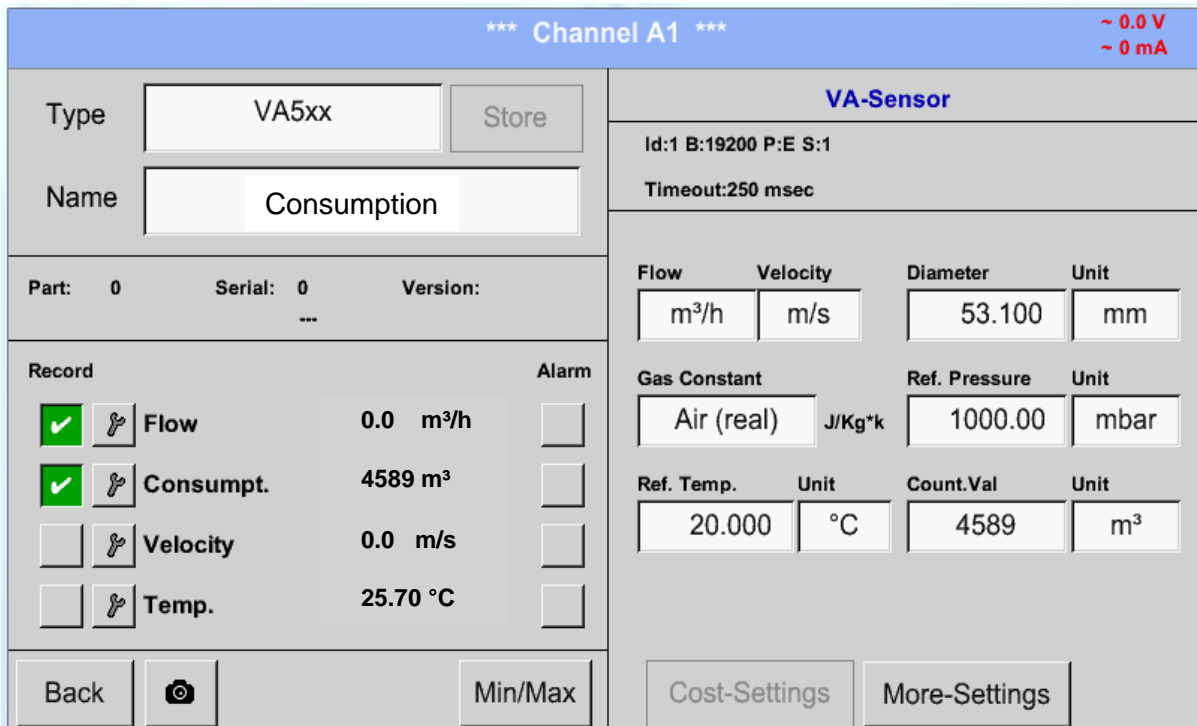 *** Channel A1 ***
~ 0.0 V
~ 0 mA
Type
VA5xx
Store
Name
Consumption
Part: 0 Serial: 0 Version:
---
Record Alarm
Flow 0.0 m³/h
Consumpt. 4589 m³
Velocity 0.0 m/s
Temp. 25.70 °C
Back
Min/Max
VA-Sensor
Id:1 B:19200 P:E S:1
Timeout:250 msec
Flow Velocity Diameter Unit
m³/h m/s 53.100 mm
Gas Constant Ref. Pressure Unit
Air (real) J/Kg*k 1000.00 mbar
Ref. Temp. Unit Count.Val Unit
20.000 °C 4589 m³
Cost-Settings More-Settings